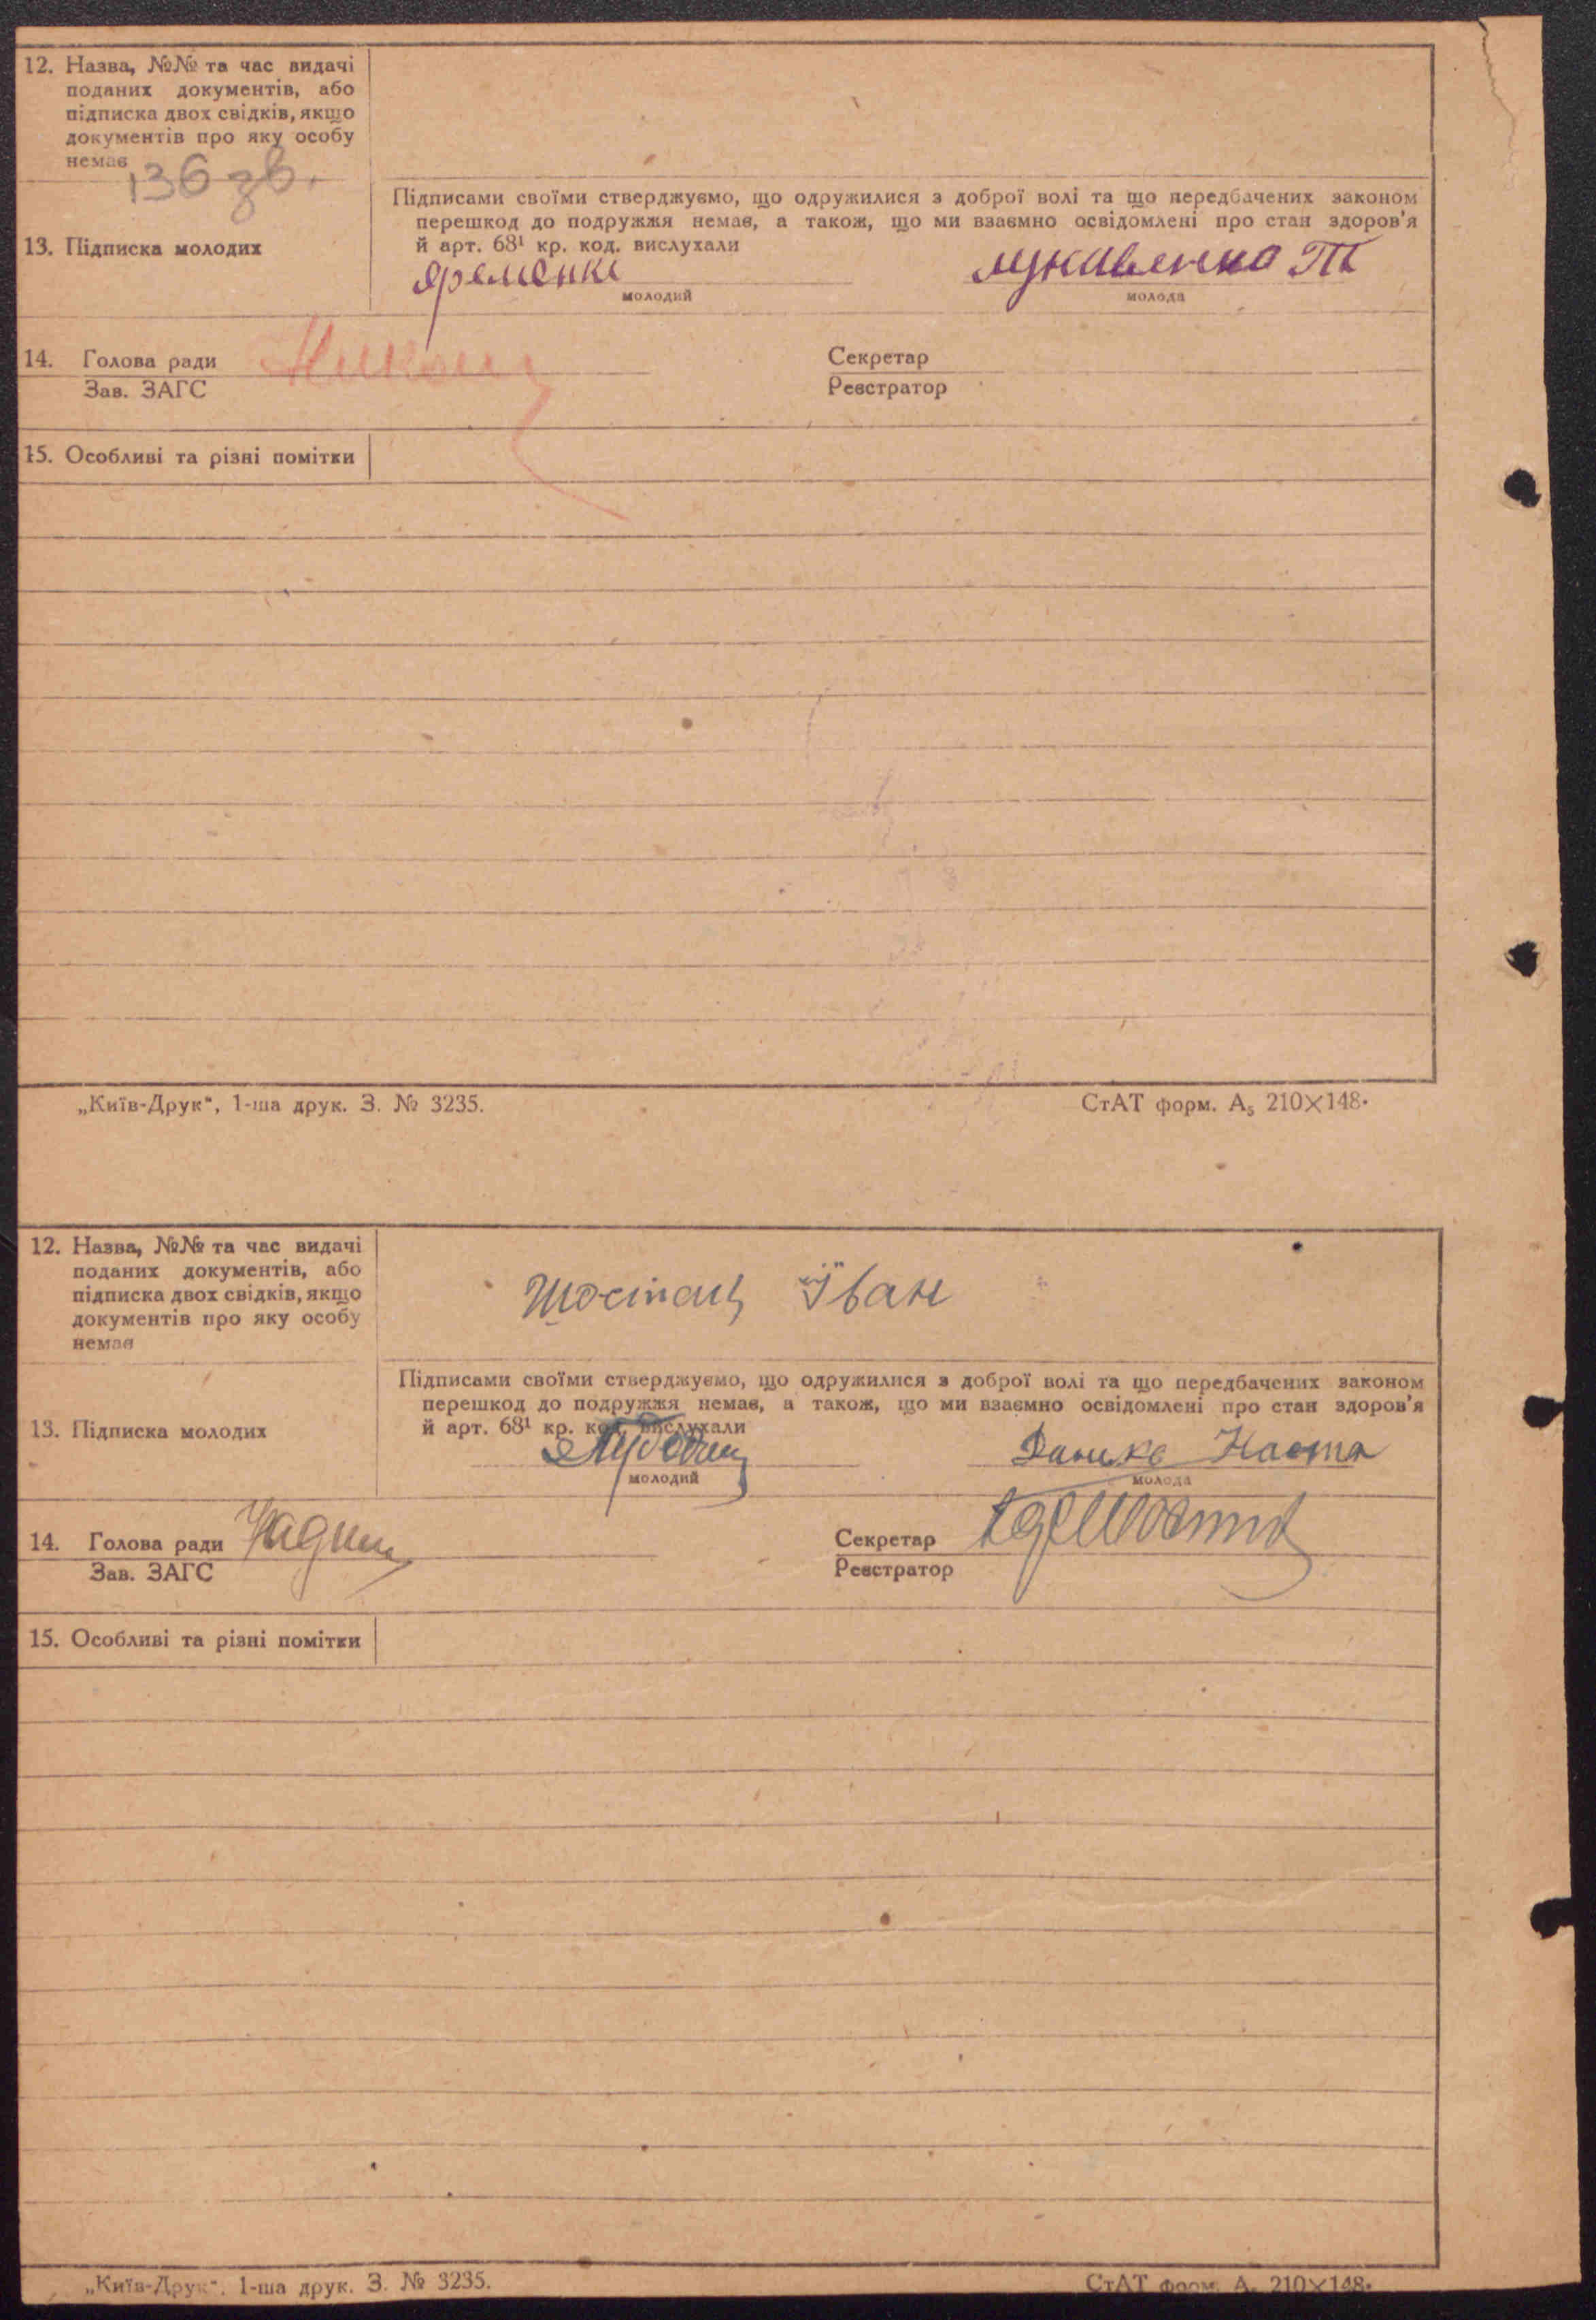 12. Назва, №№ та час видачі
поданих документів, або
підписка двох свідків, якщо
документів про яку особу
немає
136 зв.
Підписами своїми стверджуємо, що одружилися з доброї волі та що передбачених законом
перешкод до подружжя немає, а також, що ми взаємно освідомлені про стан здоров'я
13. Підписка молодих
й арт. 68¹ кр. код. вислухали
яременко
молодий
молода
14. Голова ради
Зав. ЗАГС
Секретар
Реєстратор
15. Особливі та різні помітки
„Київ-Друк“, 1-ша друк. З. № 3235.
СтАТ форм. А₅ 210×148.
12. Назва, №№ та час видачі
поданих документів, або
підписка двох свідків, якщо
документів про яку особу
немає
Шостац Їван
Підписами своїми стверджуємо, що одружилися з доброї волі та що передбачених законом
перешкод до подружжя немає, а також, що ми взаємно освідомлені про стан здоров'я
13. Підписка молодих
й арт. 68¹ кр. код. вислухали
Настя
молодий
молода
14. Голова ради
Зав. ЗАГС
Секретар
Реєстратор
15. Особливі та різні помітки
„Київ-Друк“, 1-ша друк. З. № 3235.
СтАТ форм. А₅ 210×148.